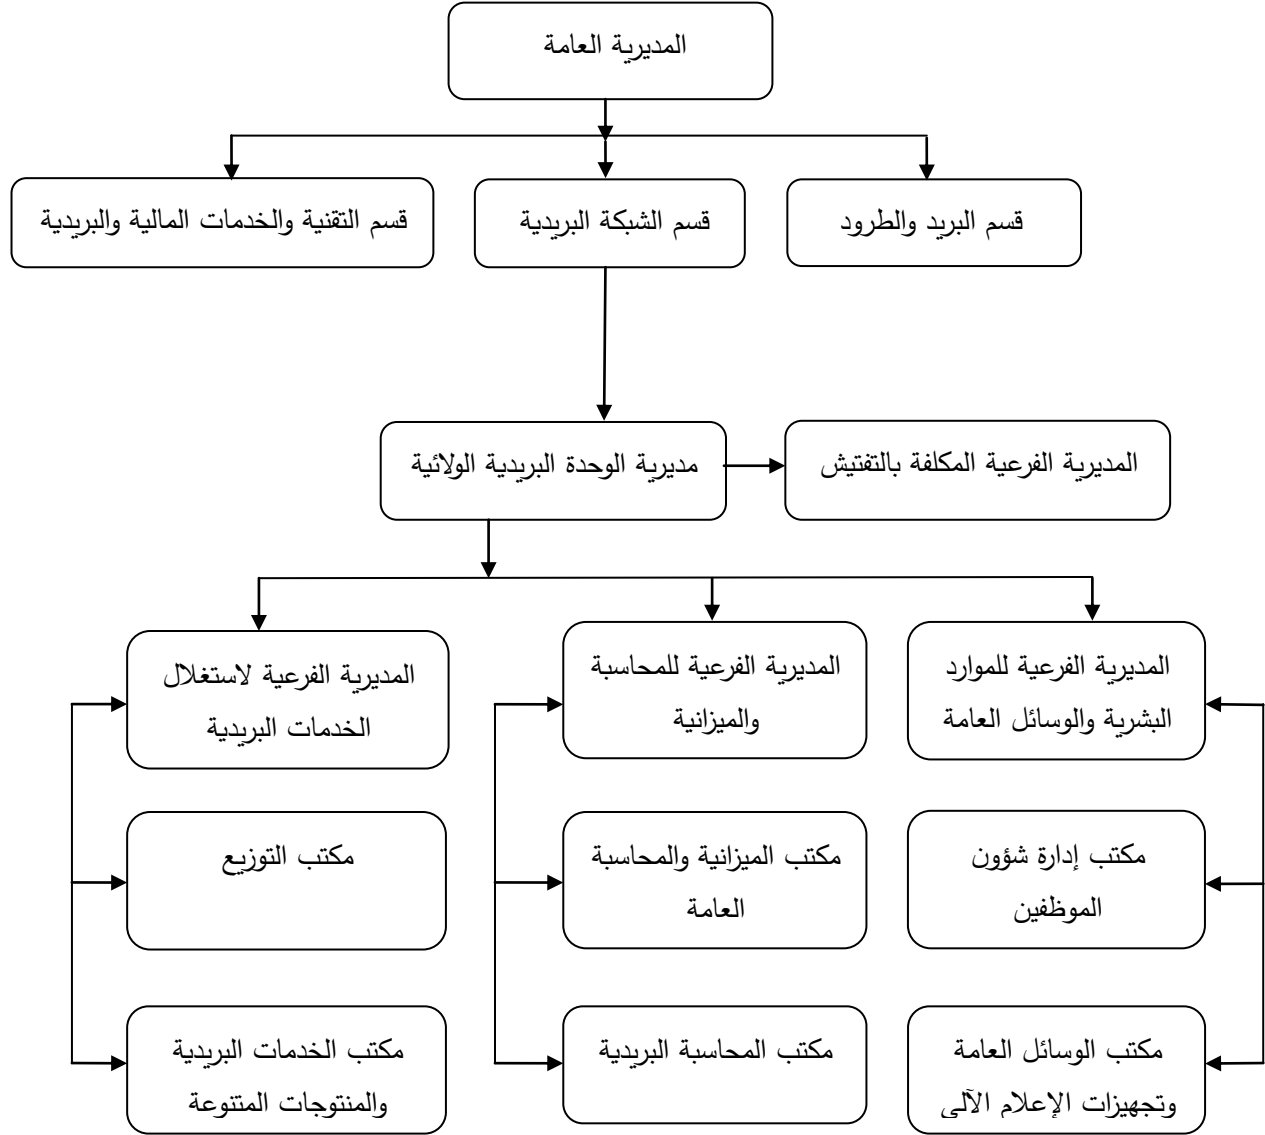 المديرية العامة
قسم البريد والطرود
قسم الشبكة البريدية
قسم التقنية والخدمات المالية والبريدية
مديرية الوحدة البريدية الولائية
المديرية الفرعية المكلفة بالتفتيش
المديرية الفرعية للموارد
البشرية والوسائل العامة
المديرية الفرعية للمحاسبة
والميزانية
المديرية الفرعية لاستغلال
الخدمات البريدية
مكتب إدارة شؤون
الموظفين
مكتب الميزانية والمحاسبة
العامة
مكتب التوزيع
مكتب الوسائل العامة
وتجهيزات الإعلام الآلي
مكتب المحاسبة البريدية
مكتب الخدمات البريدية
والمنتوجات المتنوعة